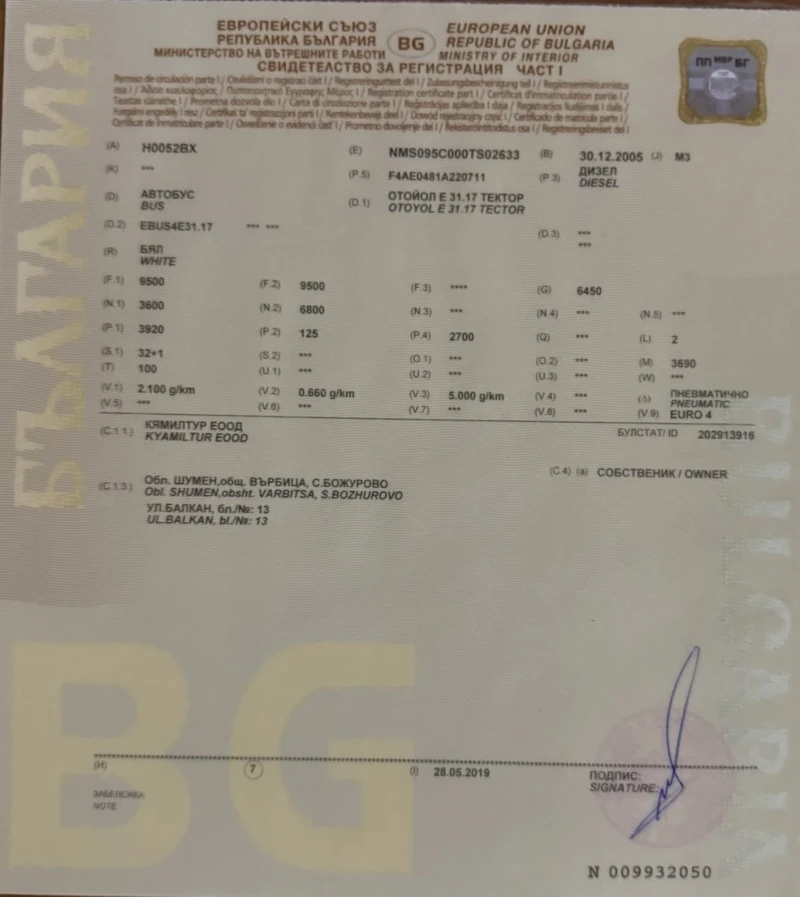 ЕВРОПЕЙСКИ СЪЮЗ EUROPEAN UNION
РЕПУБЛИКА БЪЛГАРИЯ BG REPUBLIC OF BULGARIA
МИНИСТЕРСТВО НА ВЪТРЕШНИТЕ РАБОТИ MINISTRY OF INTERIOR
СВИДЕТЕЛСТВО ЗА РЕГИСТРАЦИЯ ЧАСТ I
ПП МВР БГ
(A) H0052BX (E) NMS095C000TS02633 (B) 30.12.2005 (J) M3
(K) *** (P.5) F4AE0481A220711 (P.3) ДИЗЕЛ
DIESEL
(D) АВТОБУС (D.1) ОТОЙОЛ Е 31.17 ТЕКТОР
BUS OTOYOL E 31.17 TECTOR
(D.2) EBUS4E31.17 *** *** (D.3) ***
***
(R) БЯЛ
WHITE
(F.1) 9500 (F.2) 9500 (F.3) **** (G) 6450
(N.1) 3600 (N.2) 6800 (N.3) *** (N.4) *** (N.5) ***
(P.1) 3920 (P.2) 125 (P.4) 2700 (Q) *** (L) 2
(S.1) 32+1 (S.2) *** (O.1) *** (O.2) *** (M) 3690
(T) 100 (U.1) *** (U.2) *** (U.3) *** (W) ***
(V.1) 2.100 g/km (V.2) 0.660 g/km (V.3) 5.000 g/km (V.4) *** (Δ) ПНЕВМАТИЧНО
PNEUMATIC
(V.5) *** (V.6) *** (V.7) *** (V.8) *** (V.9) EURO 4
(C.1.1.) КЯМИЛТУР ЕООД БУЛСТАТ/ ID 202913916
KYAMILTUR EOOD
(C.4) (a) СОБСТВЕНИК / OWNER
(C.1.3.) Обл. ШУМЕН,общ. ВЪРБИЦА, С.БОЖУРОВО
Obl. SHUMEN,obsht. VARBITSA, S.BOZHUROVO
УЛ.БАЛКАН, бл./№: 13
UL.BALKAN, bl./№: 13
БЪЛГАРИЯ
BULGARIA
BG
(H) 7 (I) 28.05.2019 ПОДПИС:
SIGNATURE:
ЗАБЕЛЕЖКА
NOTE
N 009932050